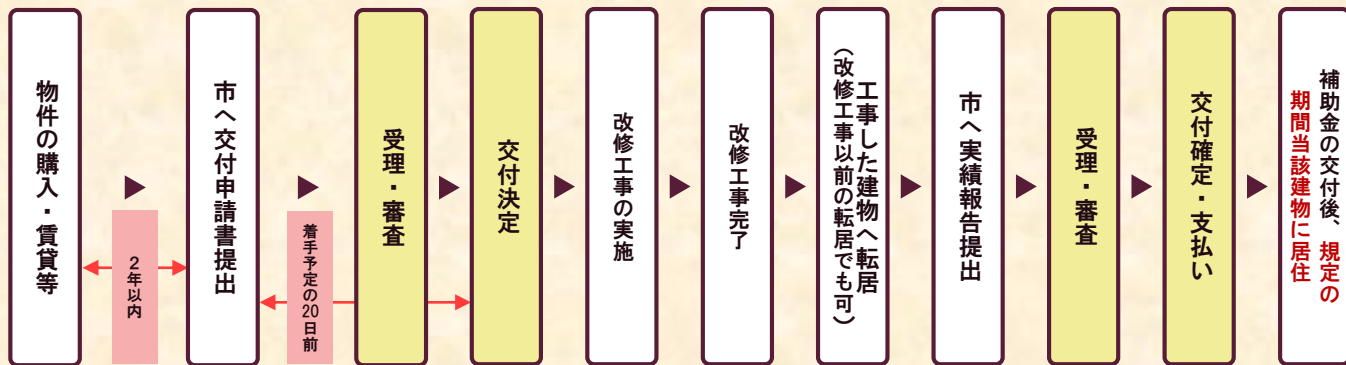 物件の購入・賃貸等
2年以内
市へ交付申請書提出
着手予定の20日前
受理・審査
交付決定
改修工事の実施
改修工事完了
工事した建物へ転居
（改修工事以前の転居でも可）
市へ実績報告提出
受理・審査
交付確定・支払い
補助金の交付後、規定の
期間当該建物に居住